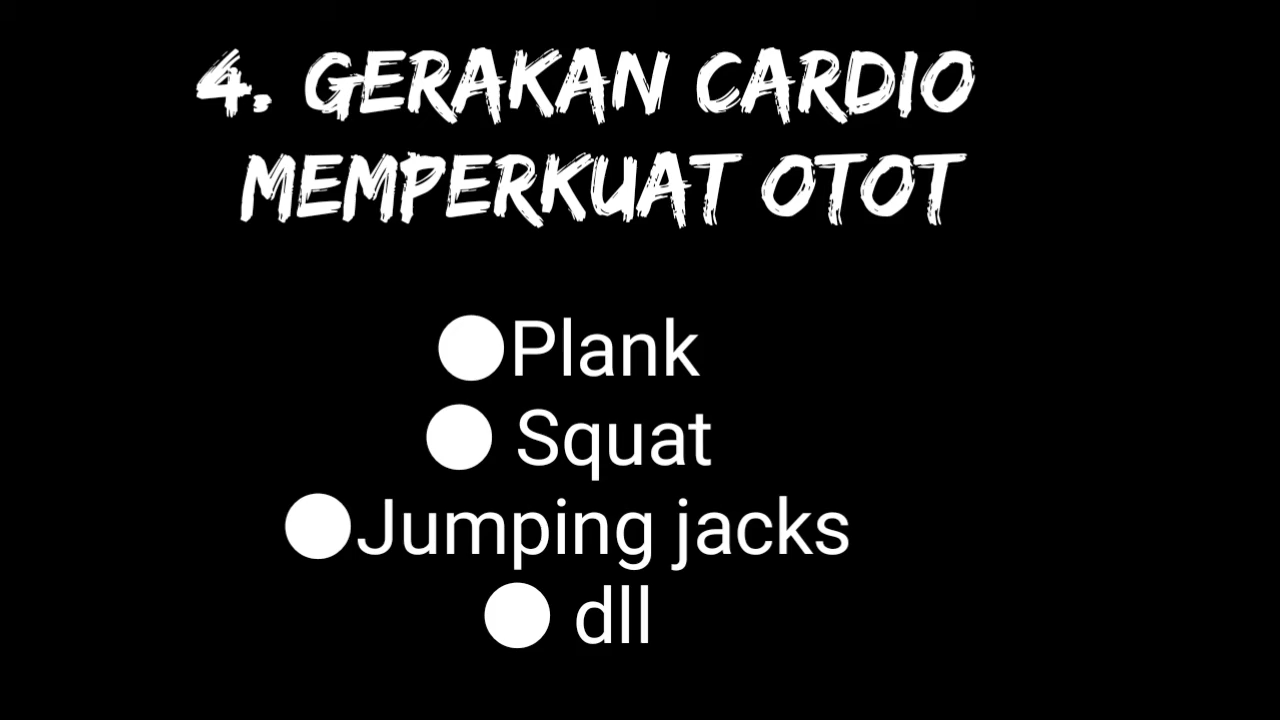 4. GERAKAN CARDIO
MEMPERKUAT OTOT
●Plank
● Squat
●Jumping jacks
● dll